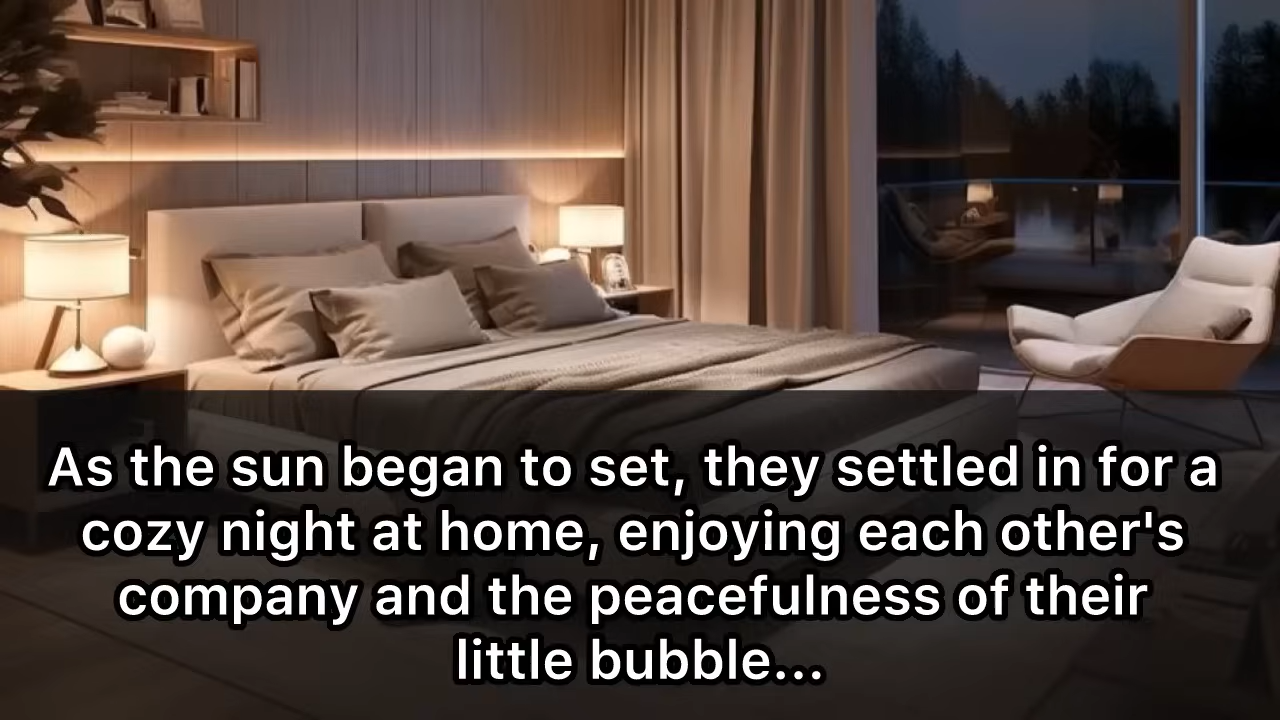 As the sun began to set, they settled in for a
cozy night at home, enjoying each other's
company and the peacefulness of their
little bubble...